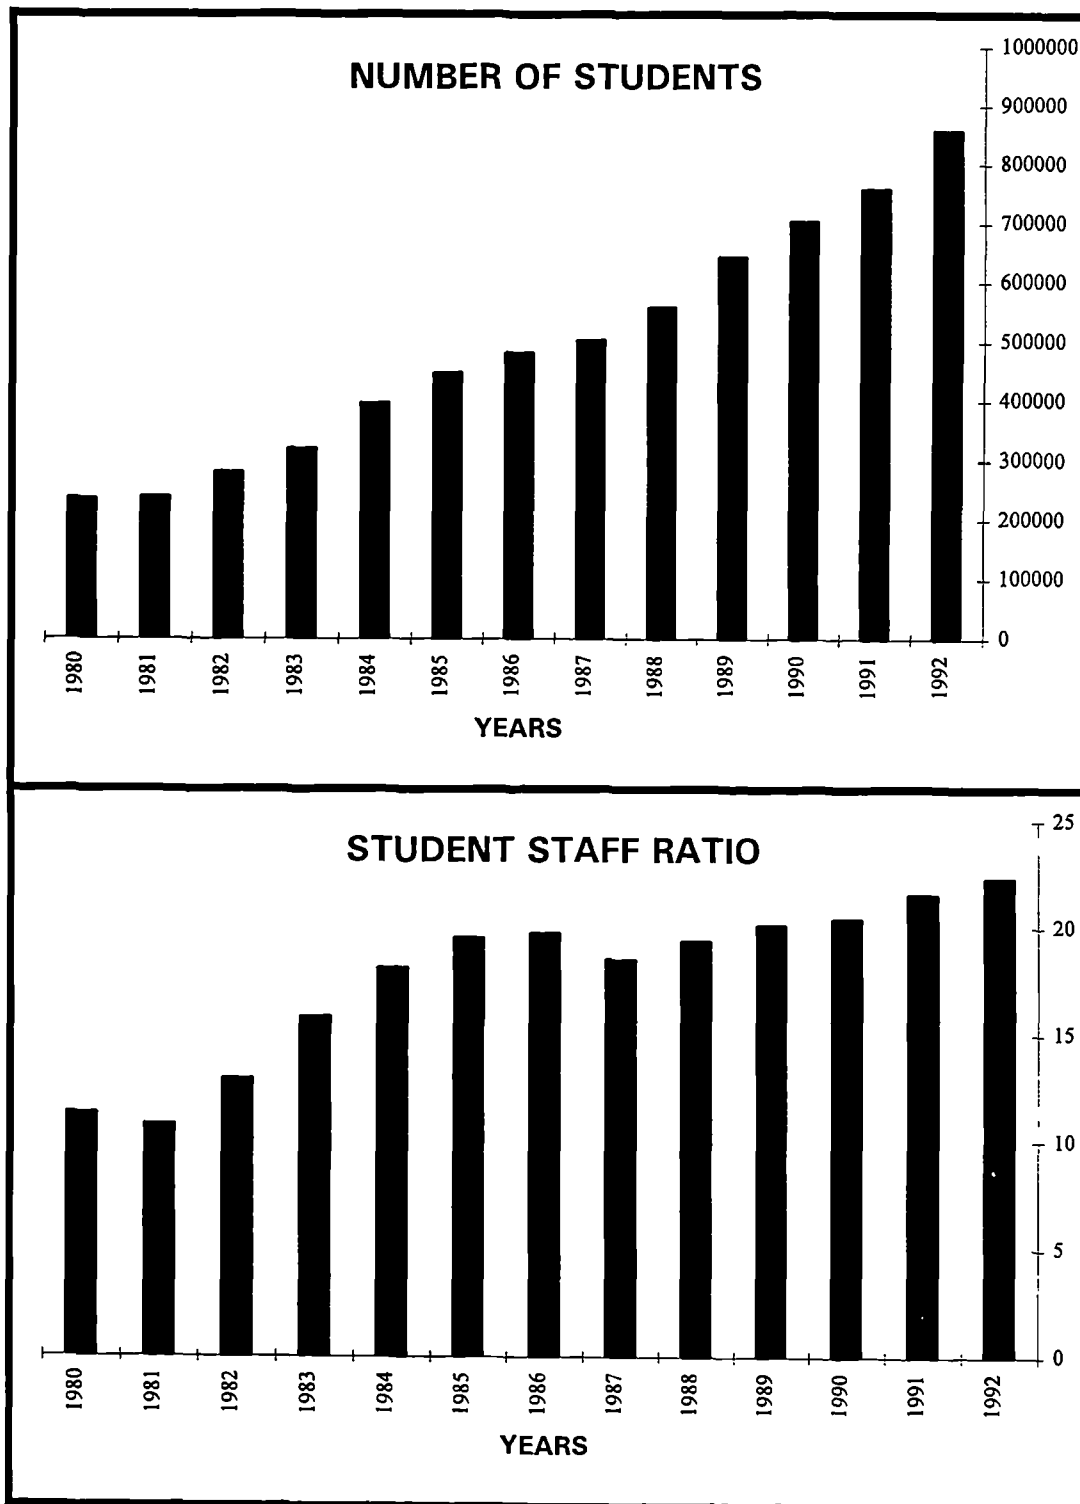 NUMBER OF STUDENTS
1000000
900000
800000
700000
600000
500000
400000
300000
200000
100000
0
1980 1981 1982 1983 1984 1985 1986 1987 1988 1989 1990 1991 1992
YEARS
STUDENT STAFF RATIO
25
20
15
10
5
0
1980 1981 1982 1983 1984 1985 1986 1987 1988 1989 1990 1991 1992
YEARS